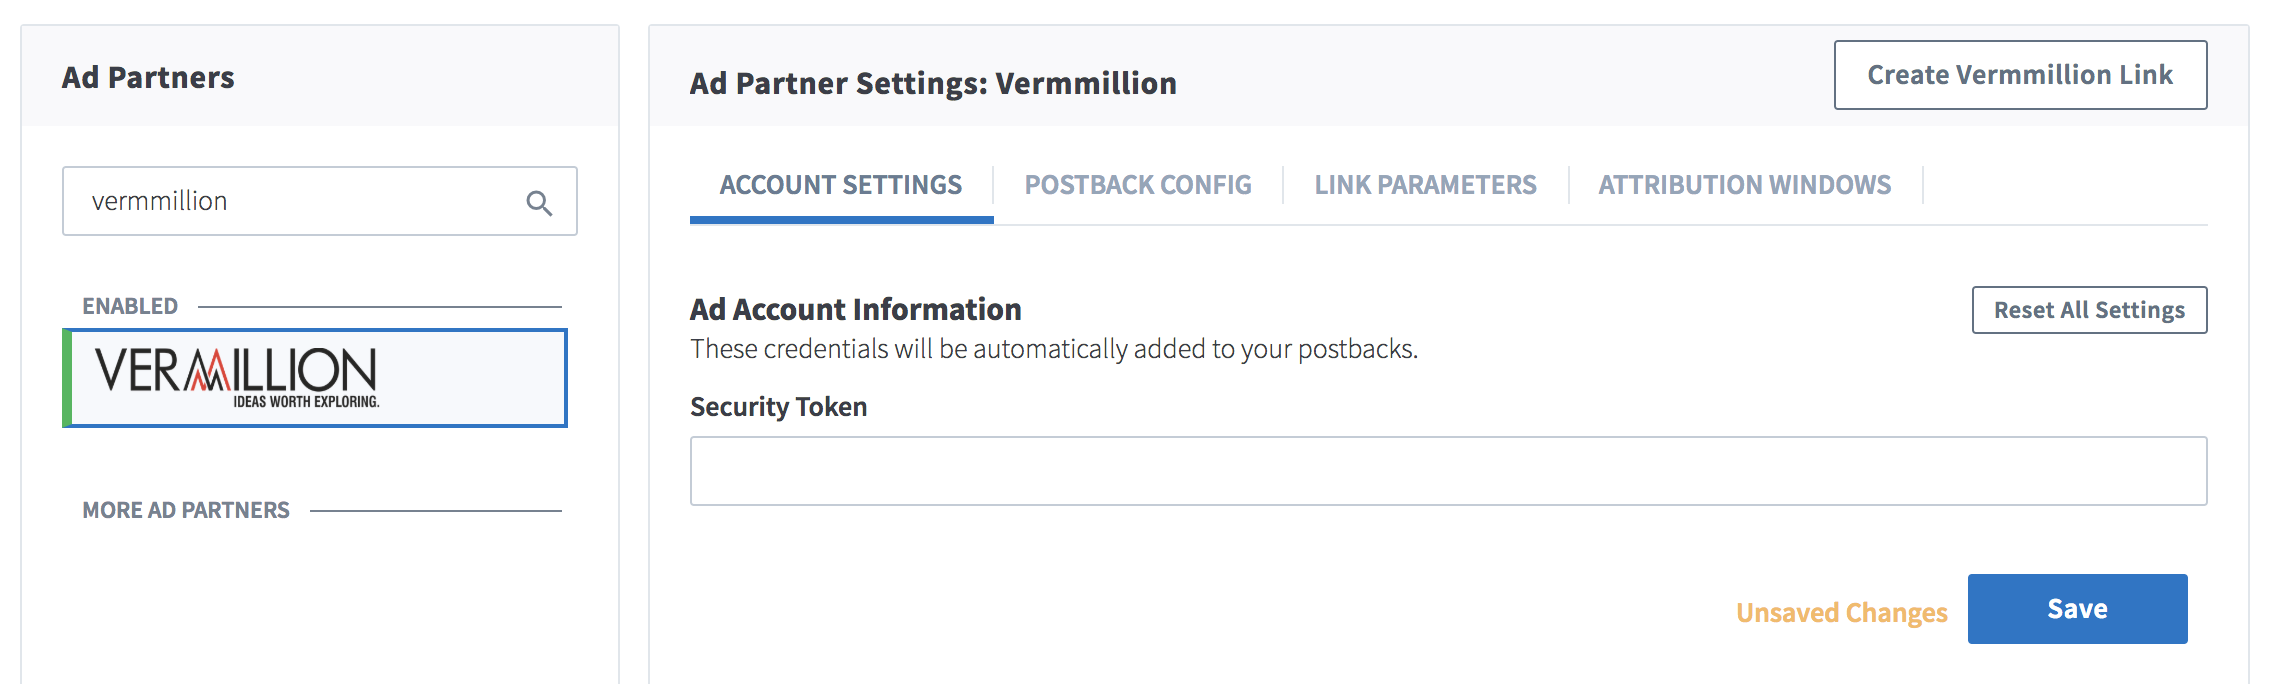 Ad Partners
vermmillion
ENABLED
VERMMILLION
IDEAS WORTH EXPLORING.
MORE AD PARTNERS
Ad Partner Settings: Vermmillion
Create Vermmillion Link
ACCOUNT SETTINGS
POSTBACK CONFIG
LINK PARAMETERS
ATTRIBUTION WINDOWS
Ad Account Information
Reset All Settings
These credentials will be automatically added to your postbacks.
Security Token
Unsaved Changes
Save